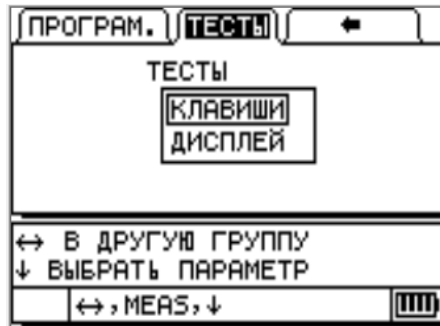 ПРОГРАМ. ТЕСТЫ ←
ТЕСТЫ
КЛАВИШИ
ДИСПЛЕЙ
↔ В ДРУГУЮ ГРУППУ
↓ ВЫБРАТЬ ПАРАМЕТР
↔,MEAS,↓